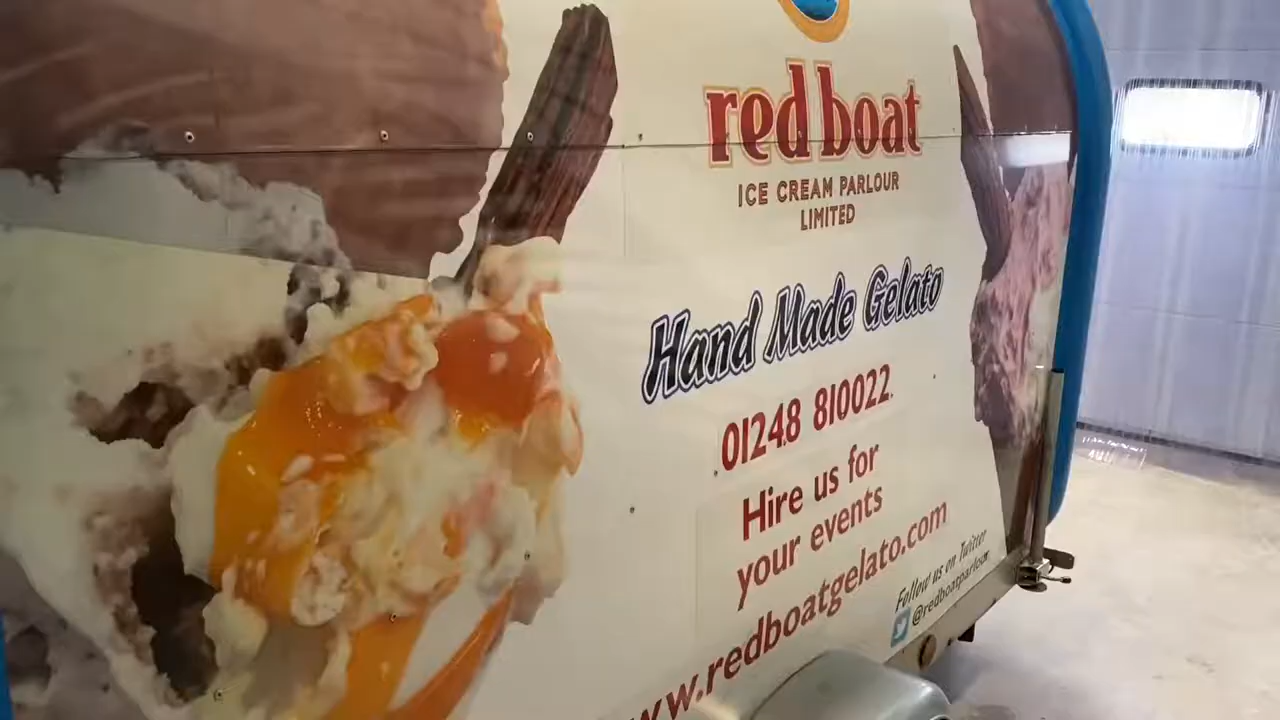 red boat
ICE CREAM PARLOUR
LIMITED
Hand Made Gelato
01248 810022
Hire us for
your events
www.redboatgelato.com
Follow us on Twitter
@redboatparlour